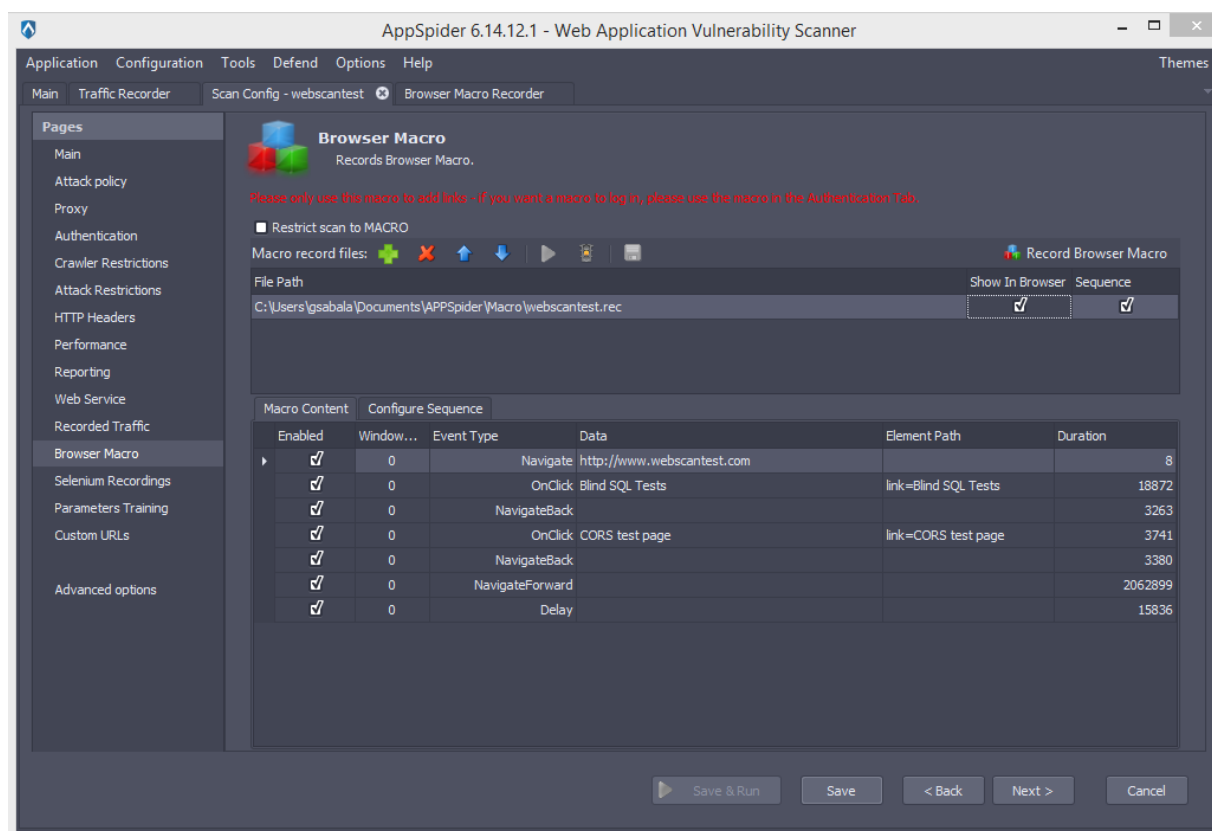 AppSpider 6.14.12.1 - Web Application Vulnerability Scanner
Application Configuration Tools Defend Options Help Themes
Main Traffic Recorder Scan Config - webscantest Browser Macro Recorder
Pages
Main
Attack policy
Proxy
Authentication
Crawler Restrictions
Attack Restrictions
HTTP Headers
Performance
Reporting
Web Service
Recorded Traffic
Browser Macro
Selenium Recordings
Parameters Training
Custom URLs
Advanced options
Browser Macro
Records Browser Macro.
Please only use this macro to add links - if you want a macro to log in, please use the macro in the Authentication Tab.
Restrict scan to MACRO
Macro record files: Record Browser Macro
File Path Show In Browser Sequence
C:\Users\gsabala\Documents\APPSpider\Macro\webscantest.rec
Macro Content Configure Sequence
Enabled Window... Event Type Data Element Path Duration
0 Navigate http://www.webscantest.com 8
0 OnClick Blind SQL Tests link=Blind SQL Tests 18872
0 NavigateBack 3263
0 OnClick CORS test page link=CORS test page 3741
0 NavigateBack 3380
0 NavigateForward 2062899
0 Delay 15836
Save & Run Save < Back Next > Cancel